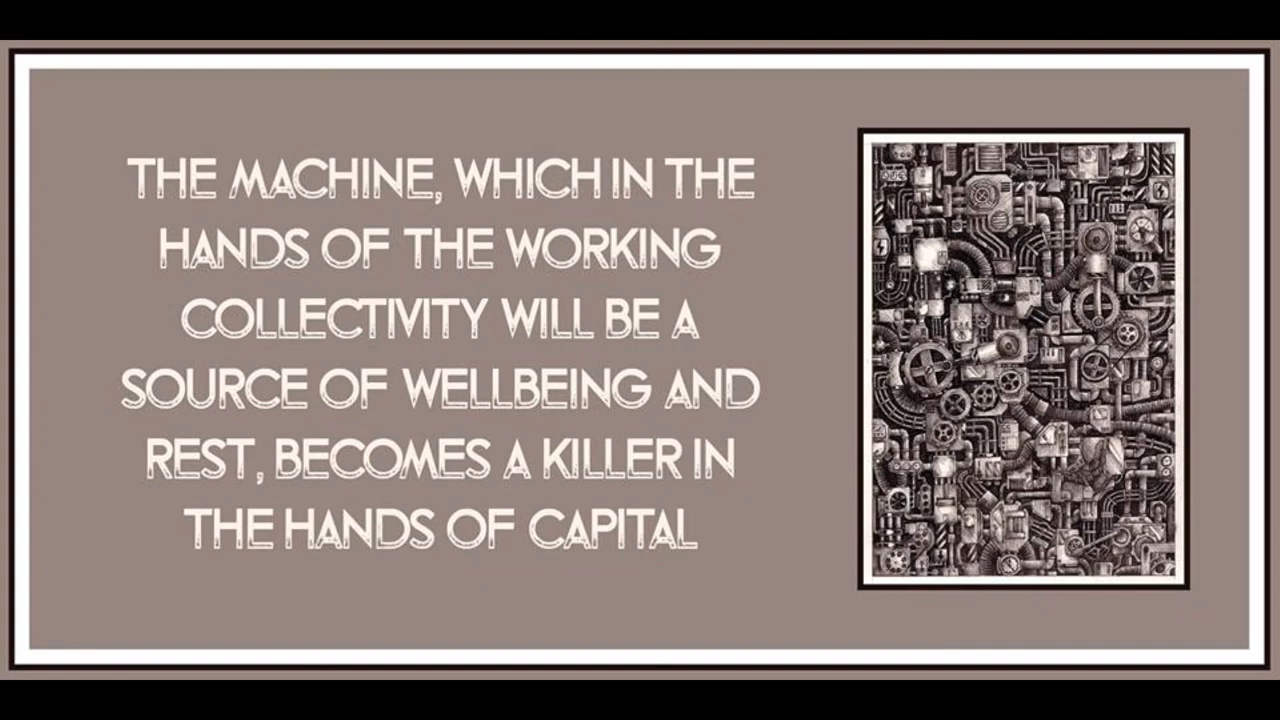 THE MACHINE, WHICH IN THE
HANDS OF THE WORKING
COLLECTIVITY WILL BE A
SOURCE OF WELLBEING AND
REST, BECOMES A KILLER IN
THE HANDS OF CAPITAL